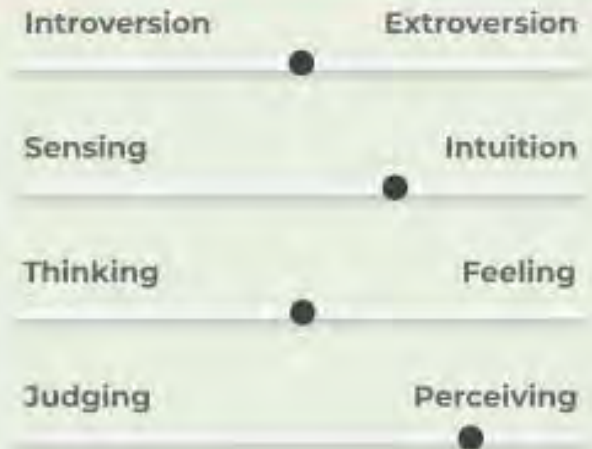 Introversion Extroversion
Sensing Intuition
Thinking Feeling
Judging Perceiving